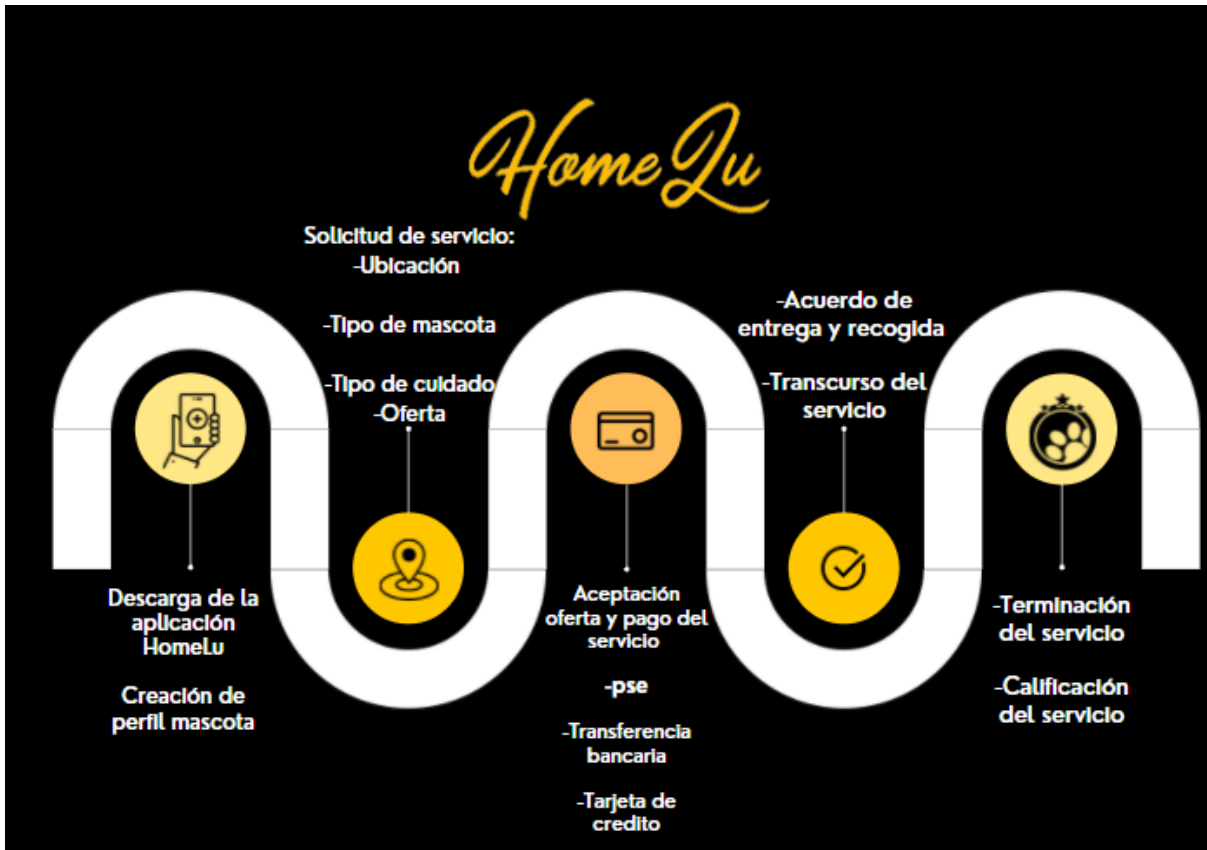 HomeLu
Solicitud de servicio:
-Ubicación
-Tipo de mascota
-Tipo de cuidado
-Oferta
-Acuerdo de
entrega y recogida
-Transcurso del
servicio
Descarga de la
aplicación
HomeLu
Creación de
perfil mascota
Aceptación
oferta y pago del
servicio
-pse
-Transferencia
bancaria
-Tarjeta de
credito
-Terminación
del servicio
-Calificación
del servicio